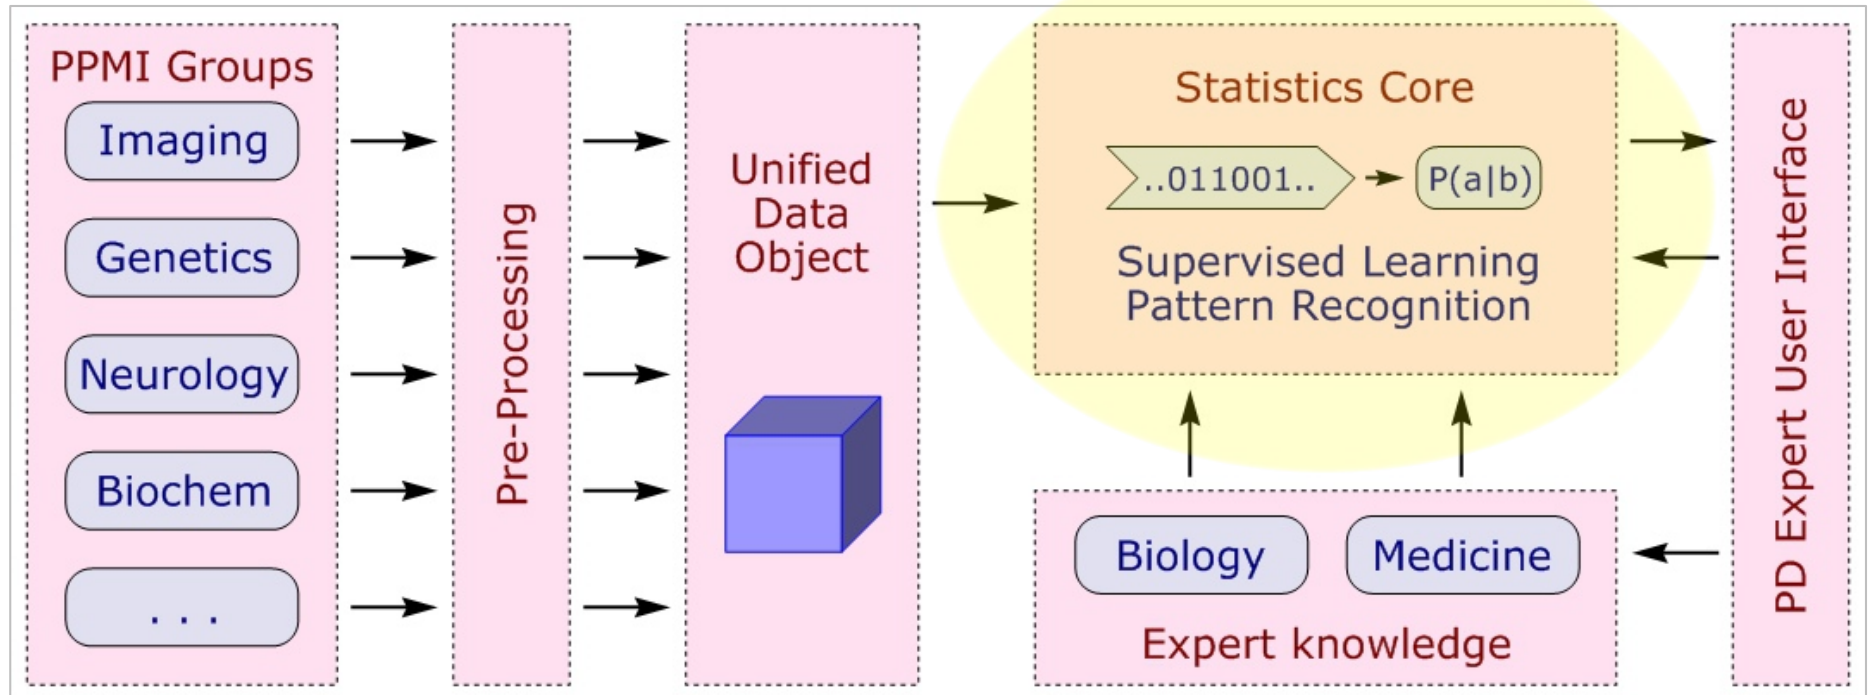 PPMI Groups
Imaging
Genetics
Neurology
Biochem
. . .
Pre-Processing
Unified
Data
Object
Statistics Core
..011001..
P(a|b)
Supervised Learning
Pattern Recognition
Biology
Medicine
Expert knowledge
PD Expert User Interface